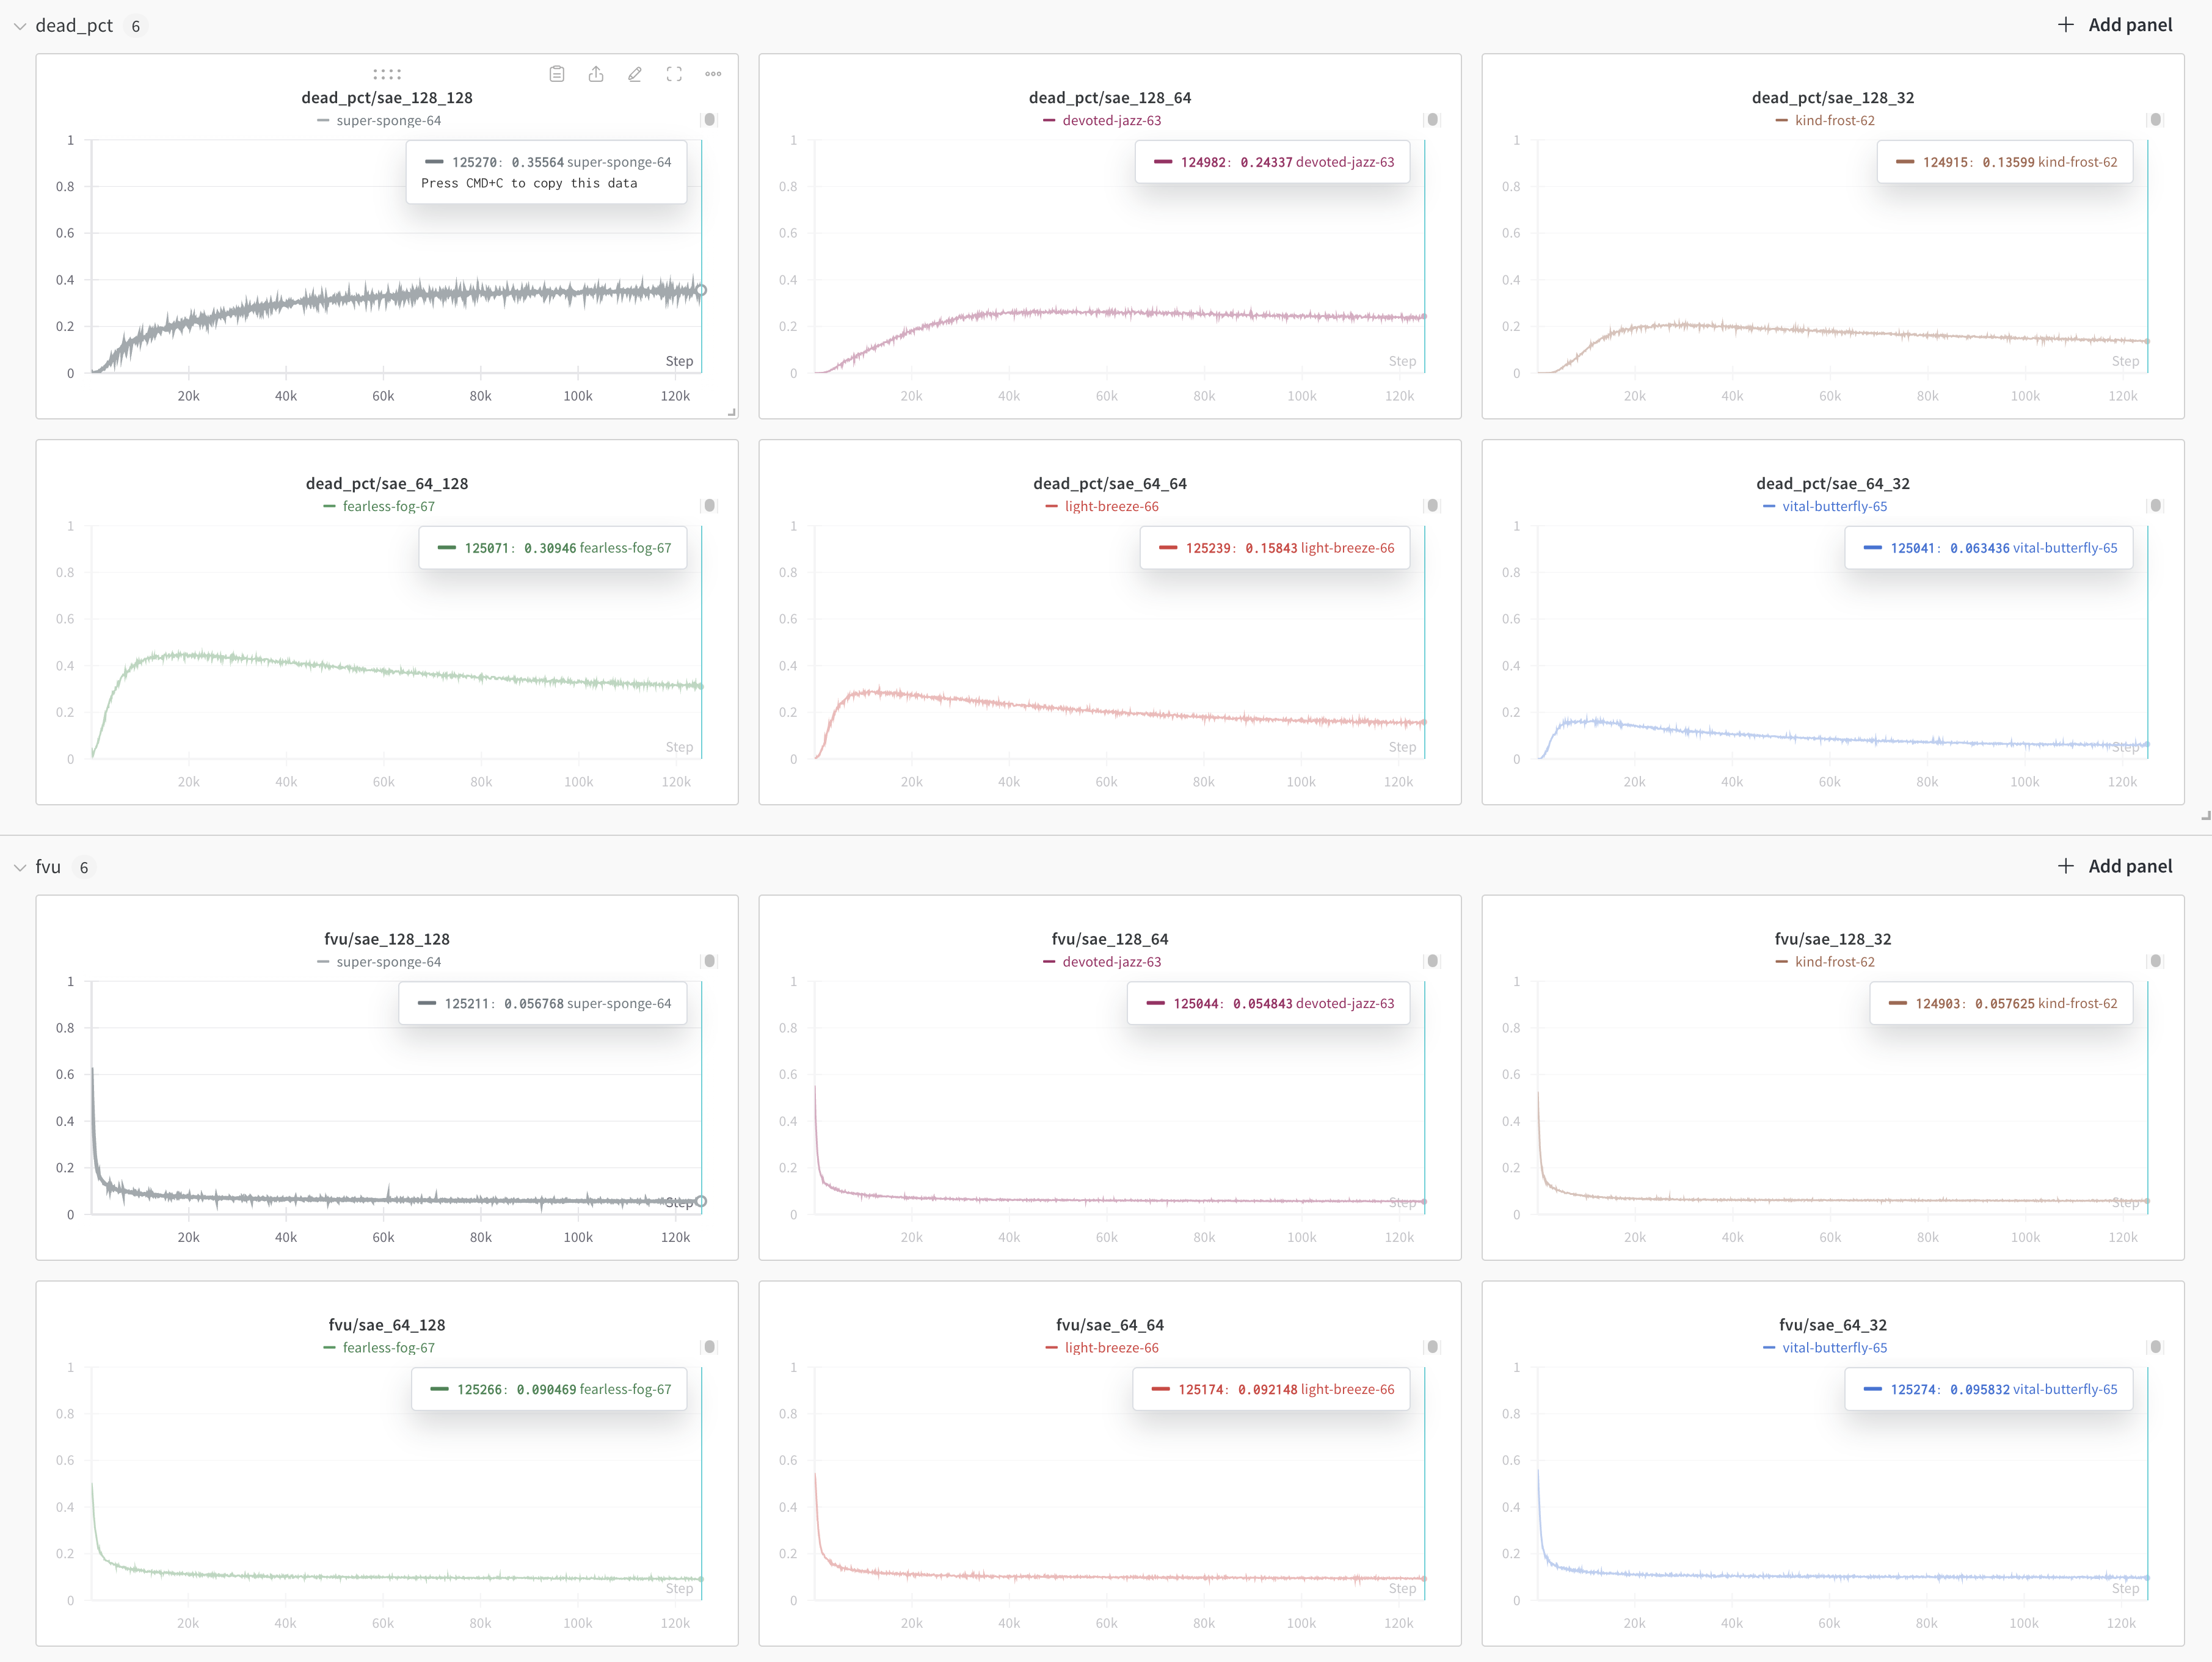 dead_pct 6
Add panel
dead_pct/sae_128_128
super-sponge-64
125270: 0.35564 super-sponge-64
Press CMD+C to copy this data
1
0.8
0.6
0.4
0.2
0
Step
20k 40k 60k 80k 100k 120k
dead_pct/sae_128_64
devoted-jazz-63
124982: 0.24337 devoted-jazz-63
1
0.8
0.6
0.4
0.2
0
Step
20k 40k 60k 80k 100k 120k
dead_pct/sae_128_32
kind-frost-62
124915: 0.13599 kind-frost-62
1
0.8
0.6
0.4
0.2
0
Step
20k 40k 60k 80k 100k 120k
dead_pct/sae_64_128
fearless-fog-67
125071: 0.30946 fearless-fog-67
1
0.8
0.6
0.4
0.2
0
Step
20k 40k 60k 80k 100k 120k
dead_pct/sae_64_64
light-breeze-66
125239: 0.15843 light-breeze-66
1
0.8
0.6
0.4
0.2
0
Step
20k 40k 60k 80k 100k 120k
dead_pct/sae_64_32
vital-butterfly-65
125041: 0.063436 vital-butterfly-65
1
0.8
0.6
0.4
0.2
0
Step
20k 40k 60k 80k 100k 120k
fvu 6
Add panel
fvu/sae_128_128
super-sponge-64
125211: 0.056768 super-sponge-64
1
0.8
0.6
0.4
0.2
0
Step
20k 40k 60k 80k 100k 120k
fvu/sae_128_64
devoted-jazz-63
125044: 0.054843 devoted-jazz-63
1
0.8
0.6
0.4
0.2
0
Step
20k 40k 60k 80k 100k 120k
fvu/sae_128_32
kind-frost-62
124903: 0.057625 kind-frost-62
1
0.8
0.6
0.4
0.2
0
Step
20k 40k 60k 80k 100k 120k
fvu/sae_64_128
fearless-fog-67
125266: 0.090469 fearless-fog-67
1
0.8
0.6
0.4
0.2
0
Step
20k 40k 60k 80k 100k 120k
fvu/sae_64_64
light-breeze-66
125174: 0.092148 light-breeze-66
1
0.8
0.6
0.4
0.2
0
Step
20k 40k 60k 80k 100k 120k
fvu/sae_64_32
vital-butterfly-65
125274: 0.095832 vital-butterfly-65
1
0.8
0.6
0.4
0.2
0
Step
20k 40k 60k 80k 100k 120k